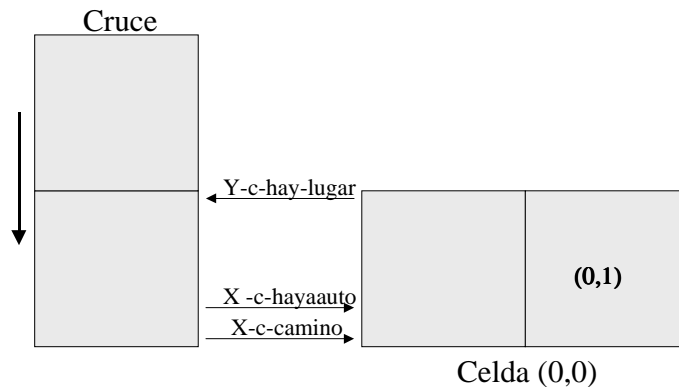 Cruce
Y-c-hay-lugar
(0,1)
X -c-hayaauto
X-c-camino
Celda (0,0)